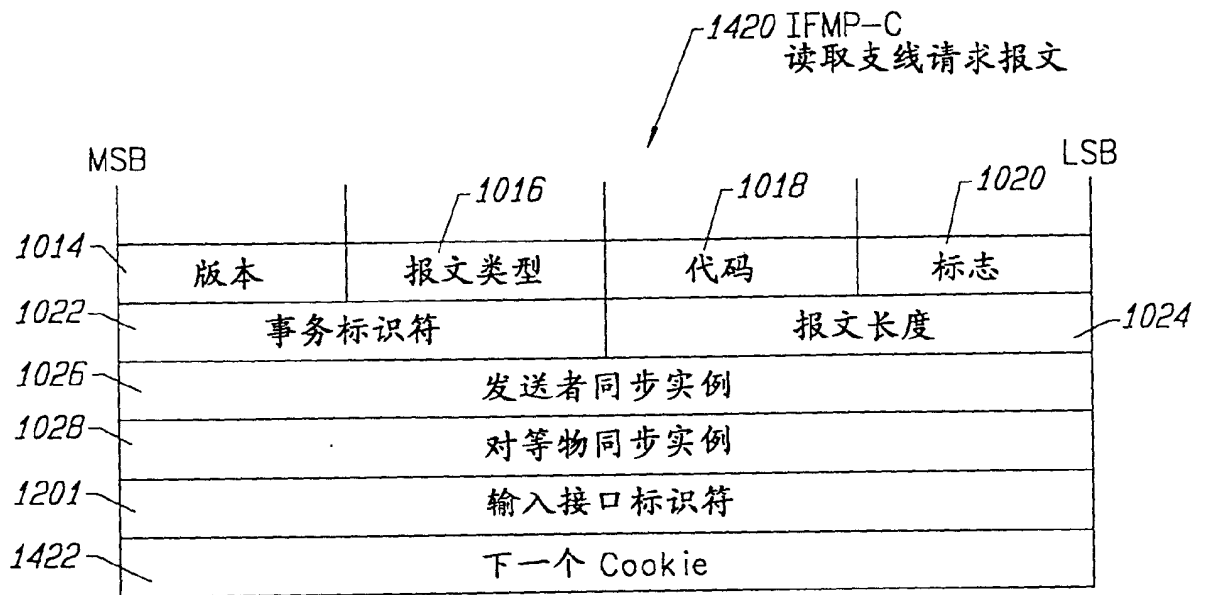 1420 IFMP-C
读取支线请求报文
MSB
LSB
1016
1018
1020
1014
版本
报文类型
代码
标志
1022
事务标识符
报文长度
1024
1026
发送者同步实例
1028
对等物同步实例
1201
输入接口标识符
1422
下一个 Cookie